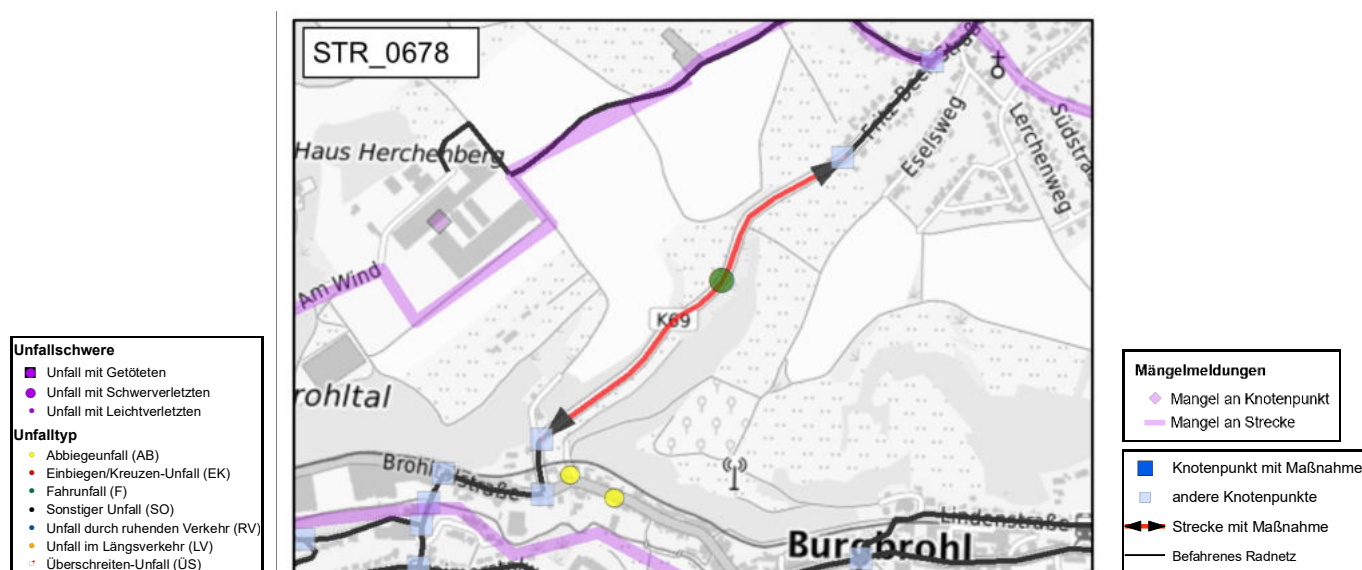 STR_0678
Haus Herchenberg
Am Wind
K69
Eselsweg
Lerchenweg
rohltal
Burgbrohl
Lindenstraße
Unfallschwere
Unfall mit Getöteten
Unfall mit Schwerverletzten
Unfall mit Leichtverletzten
Unfalltyp
Abbiegeunfall (AB)
Einbiegen/Kreuzen-Unfall (EK)
Fahrunfall (F)
Sonstiger Unfall (SO)
Unfall durch ruhenden Verkehr (RV)
Unfall im Längsverkehr (LV)
Überschreiten-Unfall (ÜS)
Mängelmeldungen
Mangel an Knotenpunkt
Mangel an Strecke
Knotenpunkt mit Maßnahme
andere Knotenpunkte
Strecke mit Maßnahme
Befahrenes Radnetz